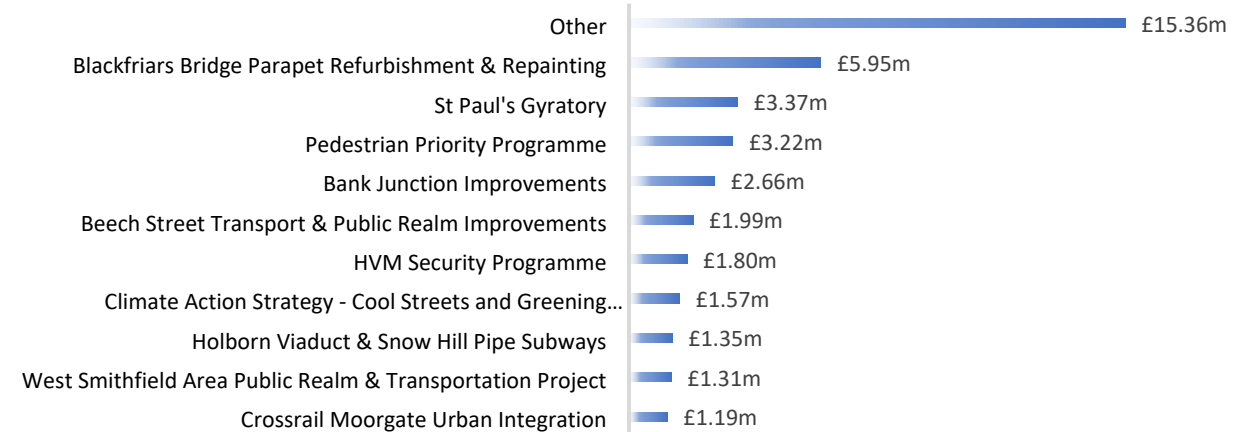 Other £15.36m
Blackfriars Bridge Parapet Refurbishment & Repainting £5.95m
St Paul's Gyratory £3.37m
Pedestrian Priority Programme £3.22m
Bank Junction Improvements £2.66m
Beech Street Transport & Public Realm Improvements £1.99m
HVM Security Programme £1.80m
Climate Action Strategy - Cool Streets and Greening... £1.57m
Holborn Viaduct & Snow Hill Pipe Subways £1.35m
West Smithfield Area Public Realm & Transportation Project £1.31m
Crossrail Moorgate Urban Integration £1.19m